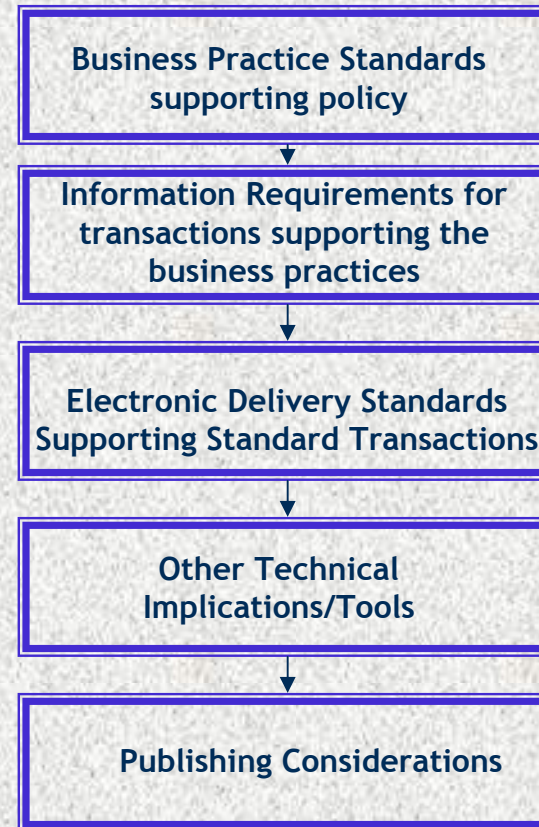 Business Practice Standards
supporting policy
Information Requirements for
transactions supporting the
business practices
Electronic Delivery Standards
Supporting Standard Transactions
Other Technical
Implications/Tools
Publishing Considerations